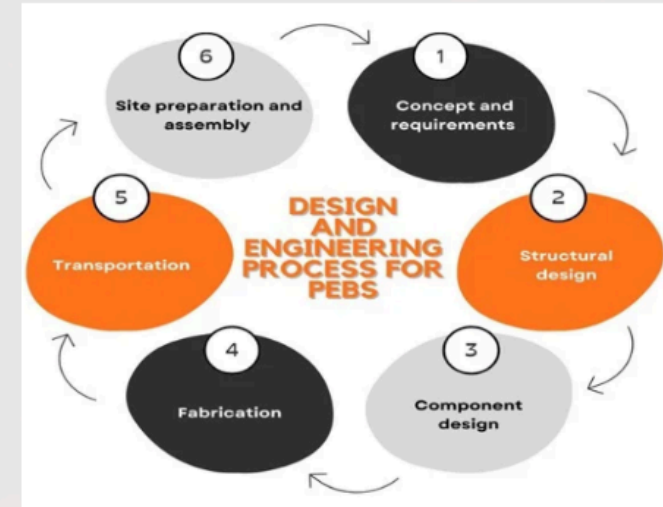 DESIGN
AND
ENGINEERING
PROCESS FOR
PEBS
1
Concept and
requirements
2
Structural
design
3
Component
design
4
Fabrication
5
Transportation
6
Site preparation and
assembly